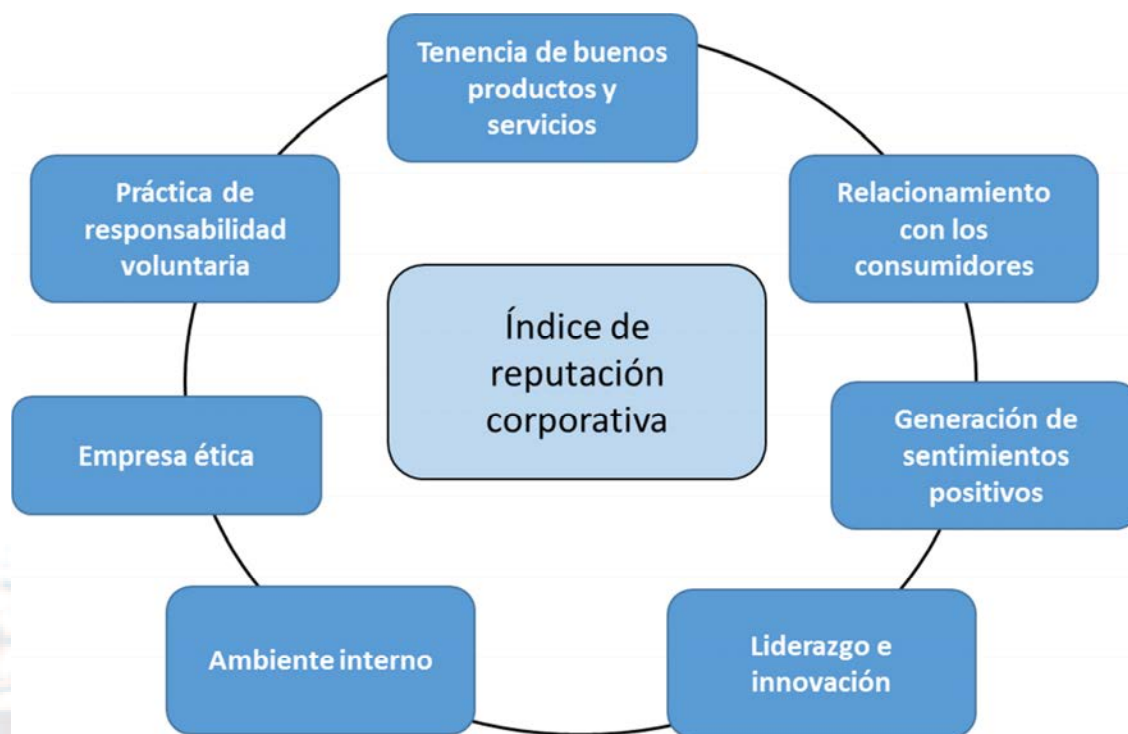 Tenencia de buenos
productos y
servicios
Relacionamiento
con los
consumidores
Generación de
sentimientos
positivos
Liderazgo e
innovación
Ambiente interno
Empresa ética
Práctica de
responsabilidad
voluntaria
Índice de
reputación
corporativa